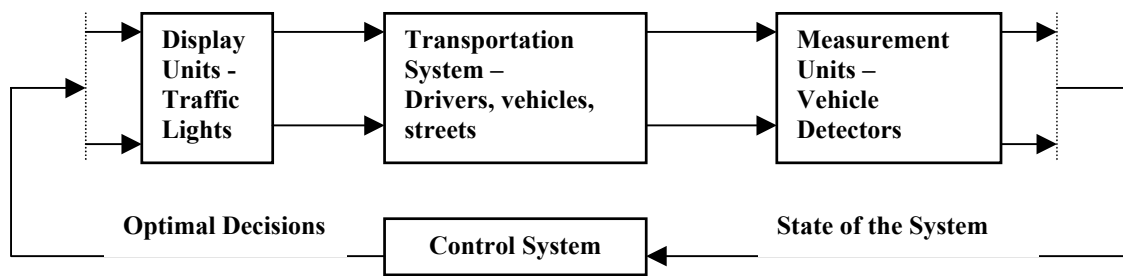 Display
Units -
Traffic
Lights
Transportation
System –
Drivers, vehicles,
streets
Measurement
Units –
Vehicle
Detectors
Optimal Decisions
Control System
State of the System